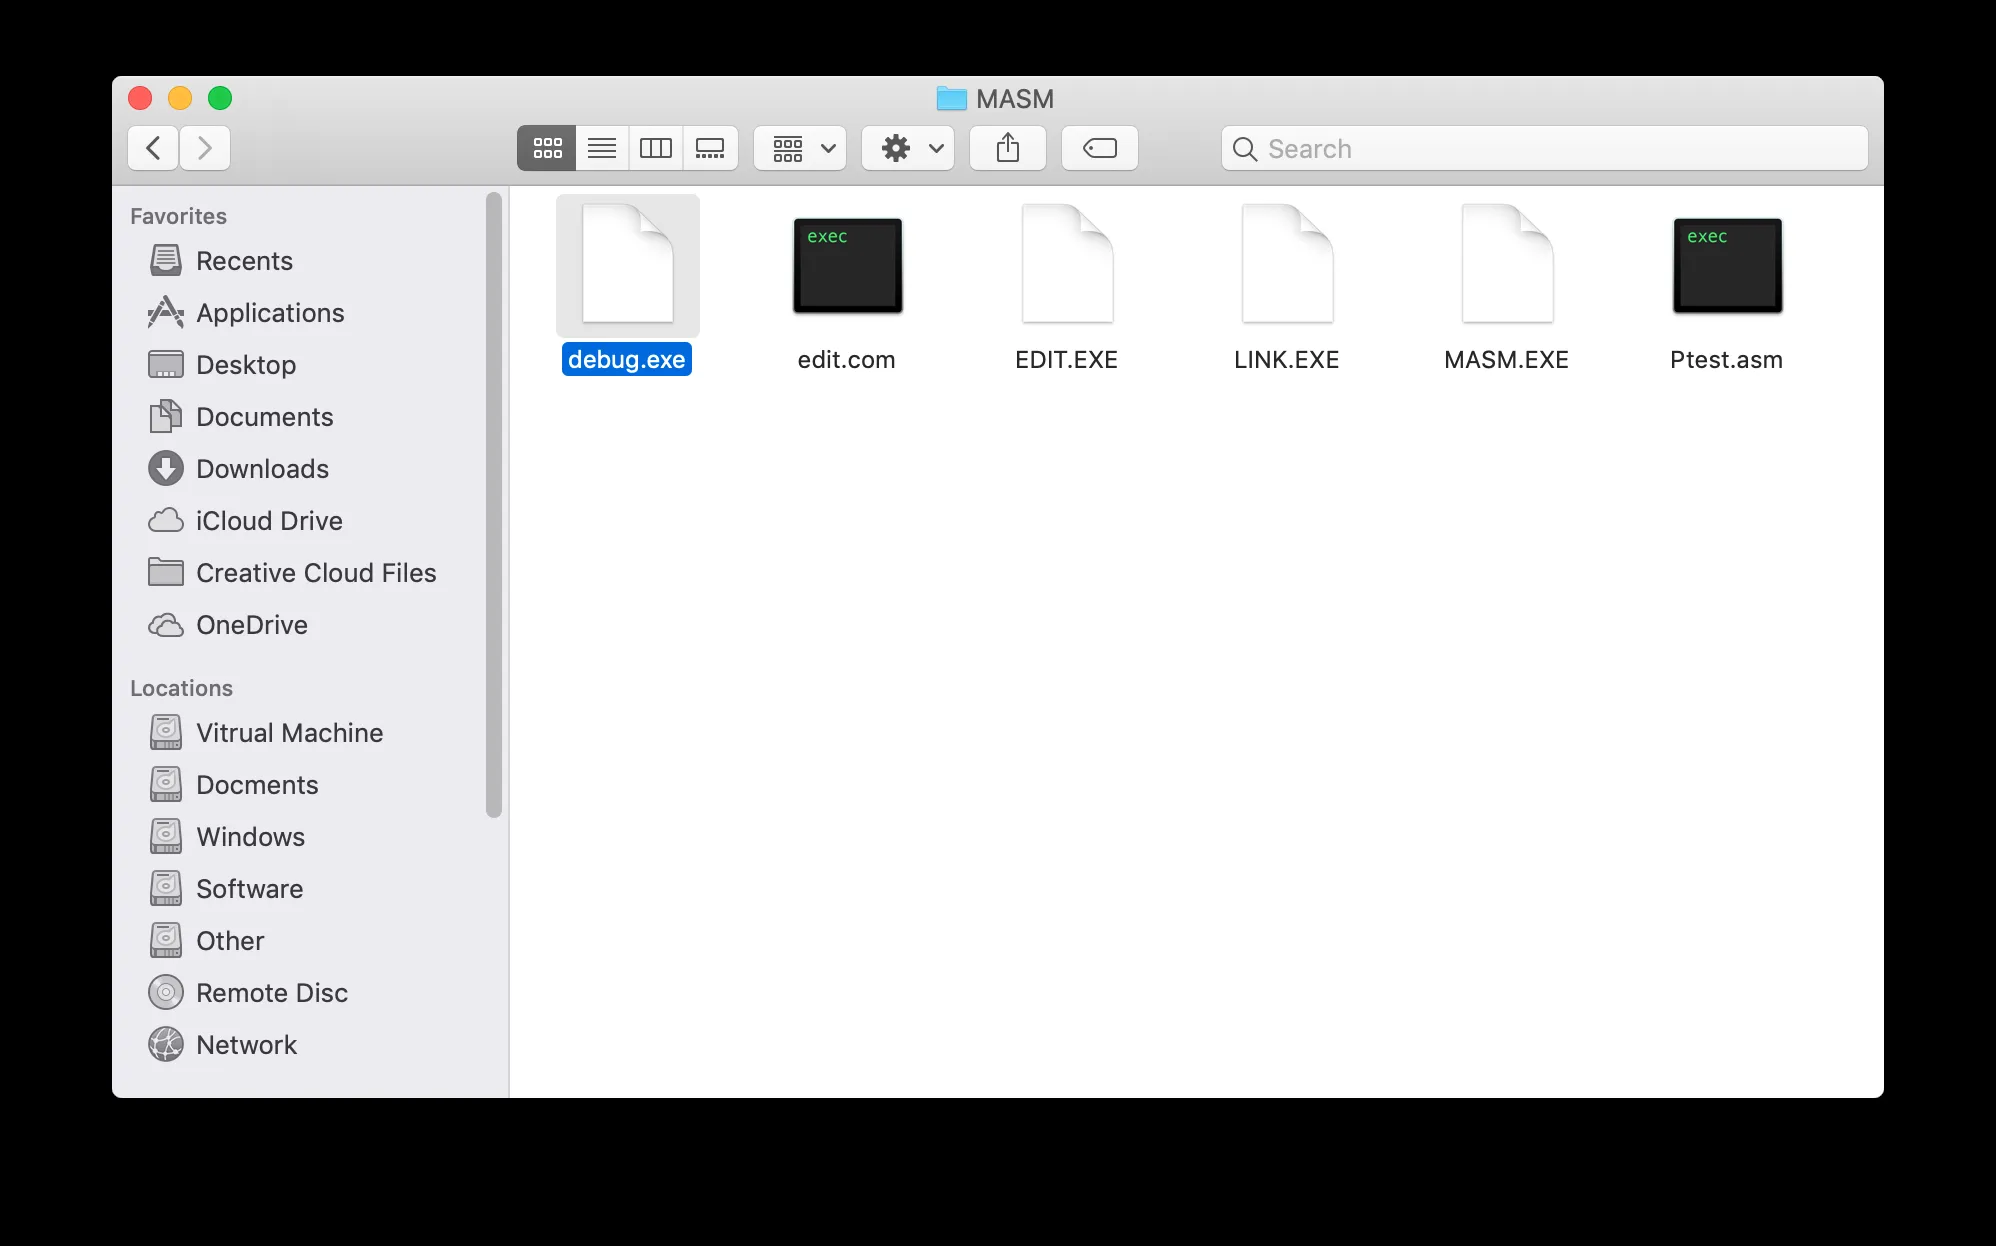 MASM
Search
Favorites
Recents
Applications
Desktop
Documents
Downloads
iCloud Drive
Creative Cloud Files
OneDrive
Locations
Vitrual Machine
Docments
Windows
Software
Other
Remote Disc
Network
exec
exec
debug.exe
edit.com
EDIT.EXE
LINK.EXE
MASM.EXE
Ptest.asm